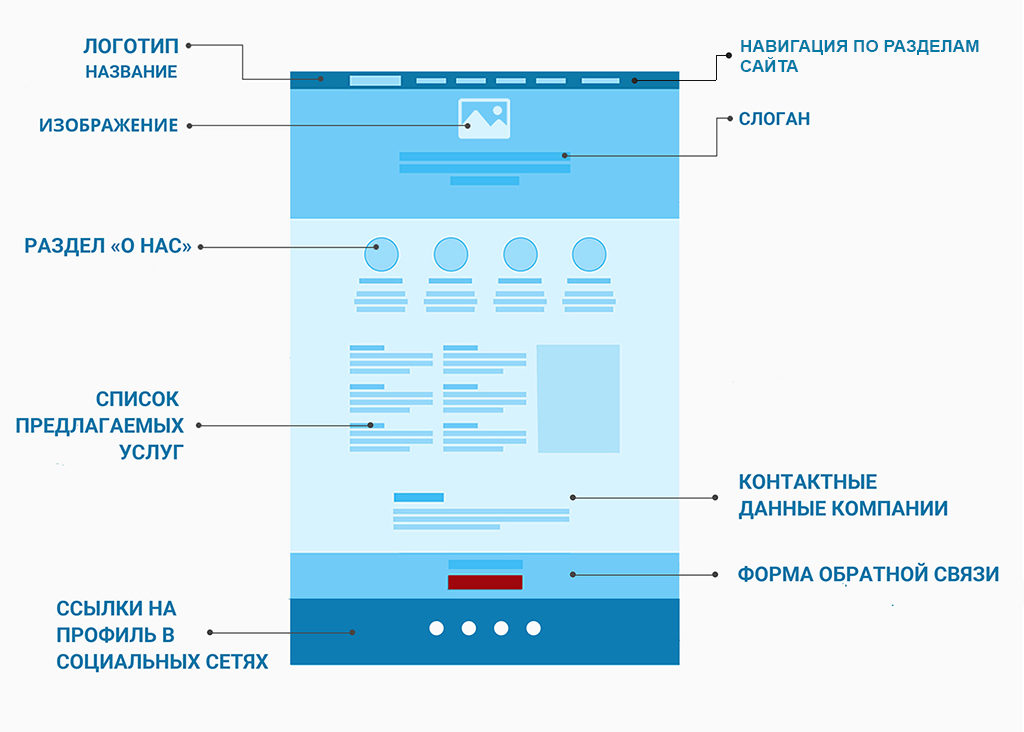 ЛОГОТИП
НАЗВАНИЕ
НАВИГАЦИЯ ПО РАЗДЕЛАМ
САЙТА
ИЗОБРАЖЕНИЕ
СЛОГАН
РАЗДЕЛ «О НАС»
СПИСОК
ПРЕДЛАГАЕМЫХ
УСЛУГ
КОНТАКТНЫЕ
ДАННЫЕ КОМПАНИИ
ФОРМА ОБРАТНОЙ СВЯЗИ
ССЫЛКИ НА
ПРОФИЛЬ В
СОЦИАЛЬНЫХ СЕТЯХ